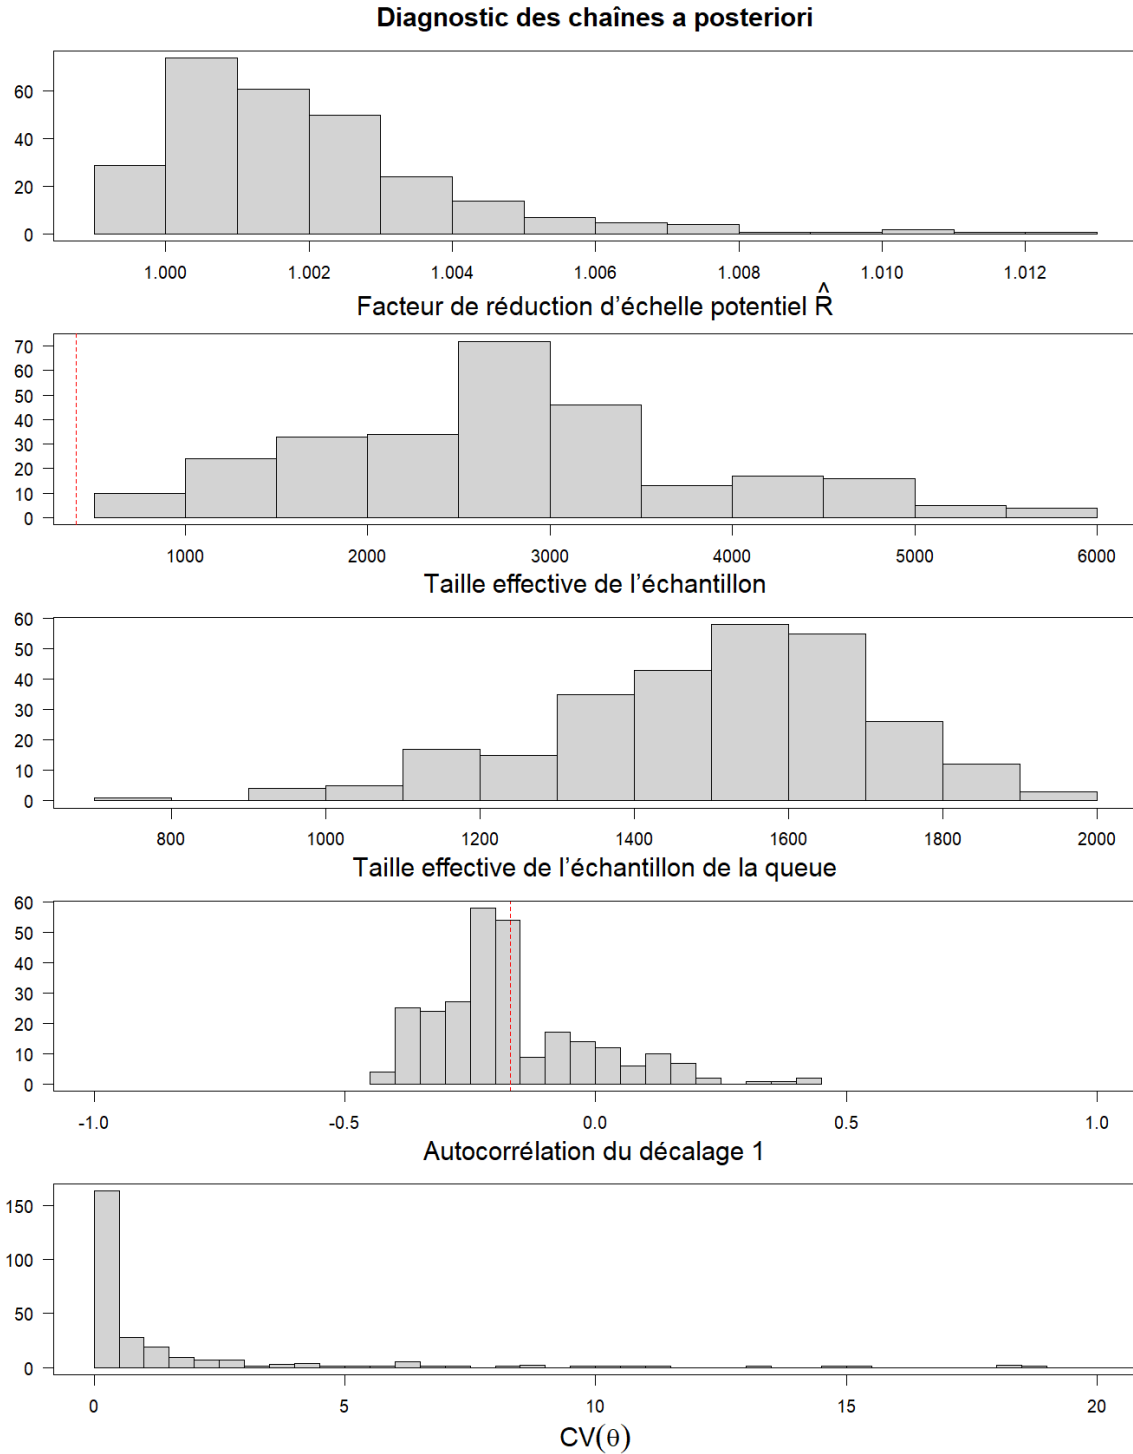 Diagnostic des chaînes a posteriori
60
40
20
0
1.000 1.002 1.004 1.006 1.008 1.010 1.012
Facteur de réduction d’échelle potentiel R̂
70
60
50
40
30
20
10
0
1000 2000 3000 4000 5000 6000
Taille effective de l’échantillon
60
50
40
30
20
10
0
800 1000 1200 1400 1600 1800 2000
Taille effective de l’échantillon de la queue
60
50
40
30
20
10
0
-1.0 -0.5 0.0 0.5 1.0
Autocorrélation du décalage 1
150
100
50
0
0 5 10 15 20
CV(θ)